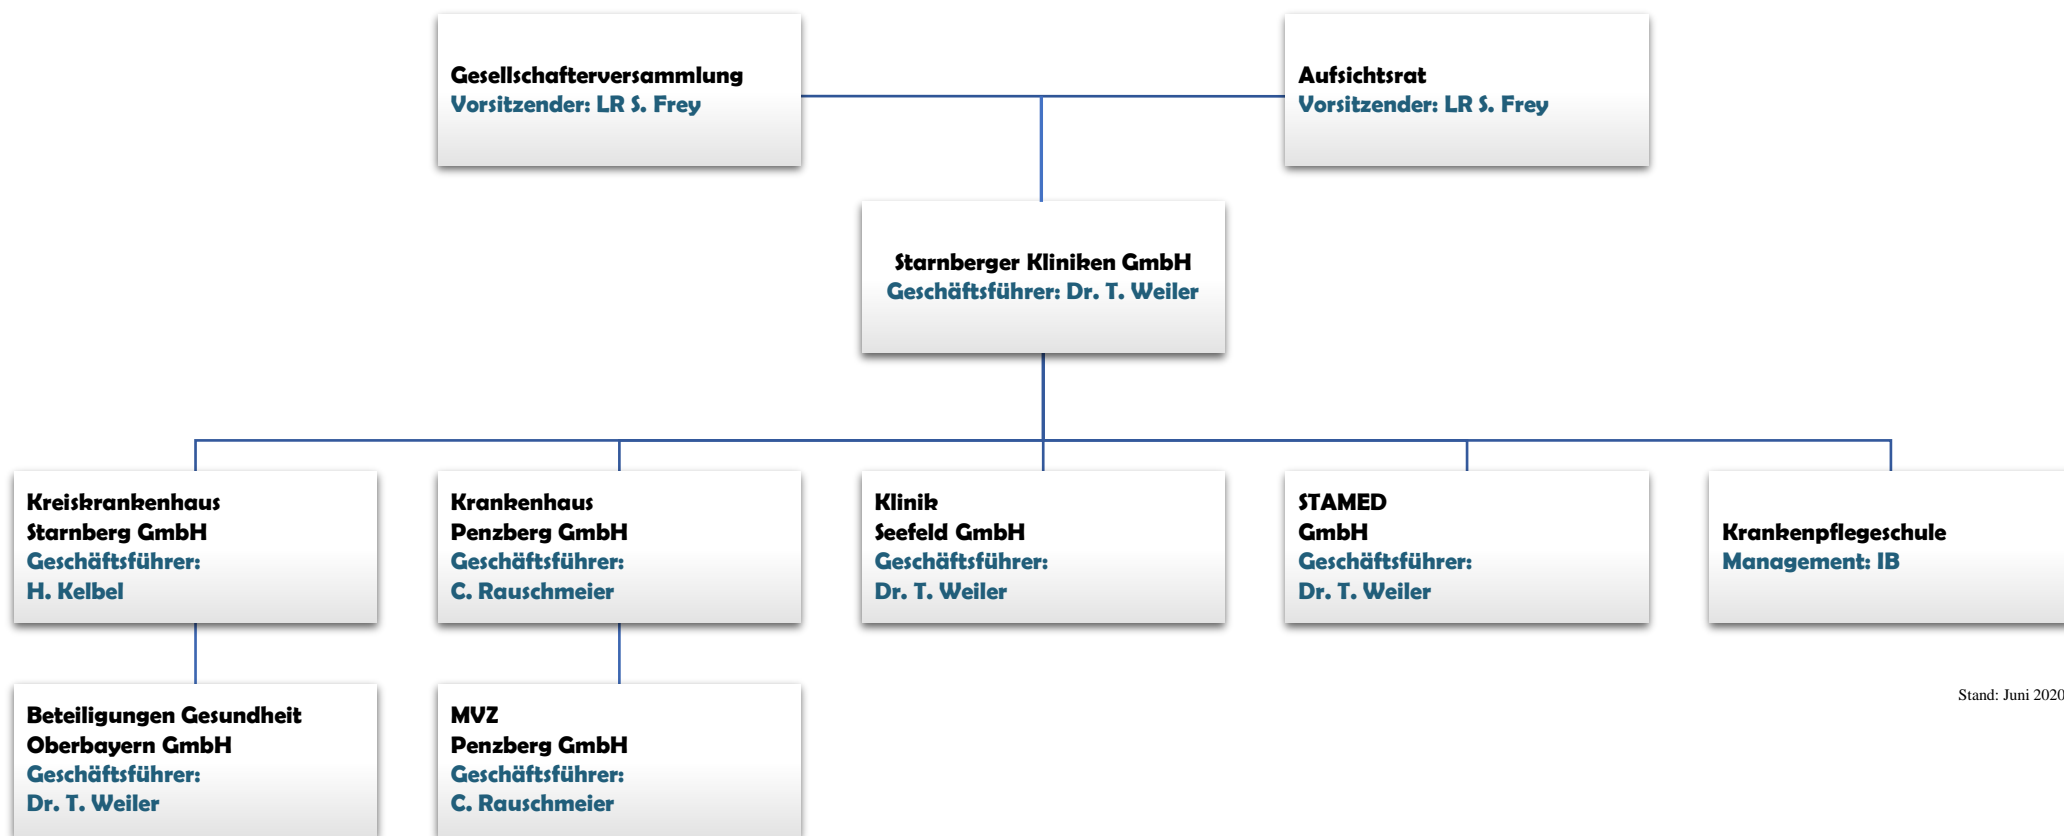 Gesellschafterversammlung
Vorsitzender: LR S. Frey
Aufsichtsrat
Vorsitzender: LR S. Frey
Starnberger Kliniken GmbH
Geschäftsführer: Dr. T. Weiler
Kreiskrankenhaus
Starnberg GmbH
Geschäftsführer:
H. Kelbel
Krankenhaus
Penzberg GmbH
Geschäftsführer:
C. Rauschmeier
Klinik
Seefeld GmbH
Geschäftsführer:
Dr. T. Weiler
STAMED
GmbH
Geschäftsführer:
Dr. T. Weiler
Krankenpflegeschule
Management: IB
Beteiligungen Gesundheit
Oberbayern GmbH
Geschäftsführer:
Dr. T. Weiler
MVZ
Penzberg GmbH
Geschäftsführer:
C. Rauschmeier
Stand: Juni 2020